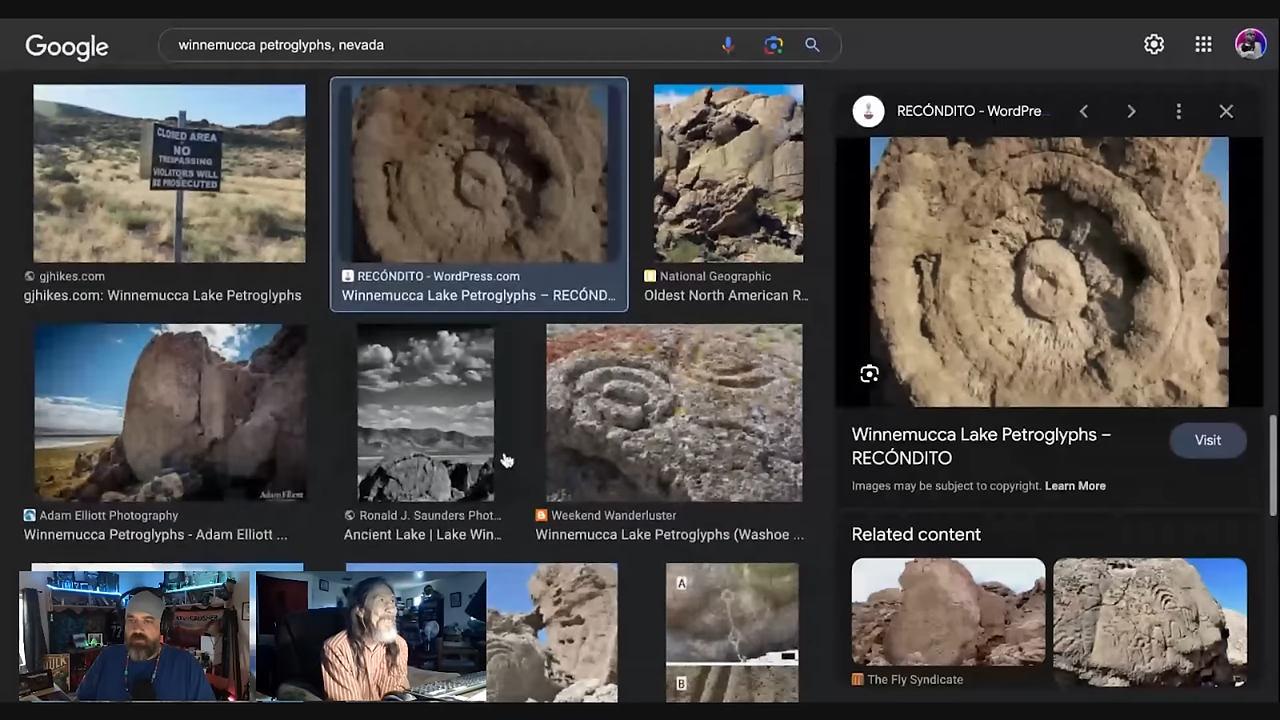 Google
winnemucca petroglyphs, nevada
CLOSED AREA
NO
TRESPASSING
VIOLATORS WILL
BE PROSECUTED
gjhikes.com
gjhikes.com: Winnemucca Lake Petroglyphs
RECÓNDITO - WordPress.com
Winnemucca Lake Petroglyphs – RECÓND...
National Geographic
Oldest North American R...
Adam Elliott
Adam Elliott Photography
Winnemucca Petroglyphs - Adam Elliott ...
Ronald J. Saunders Phot...
Ancient Lake | Lake Win...
Weekend Wanderluster
Winnemucca Lake Petroglyphs (Washoe ...
A
B
RECÓNDITO - WordPre
Winnemucca Lake Petroglyphs –
RECÓNDITO
Visit
Images may be subject to copyright. Learn More
Related content
The Fly Syndicate